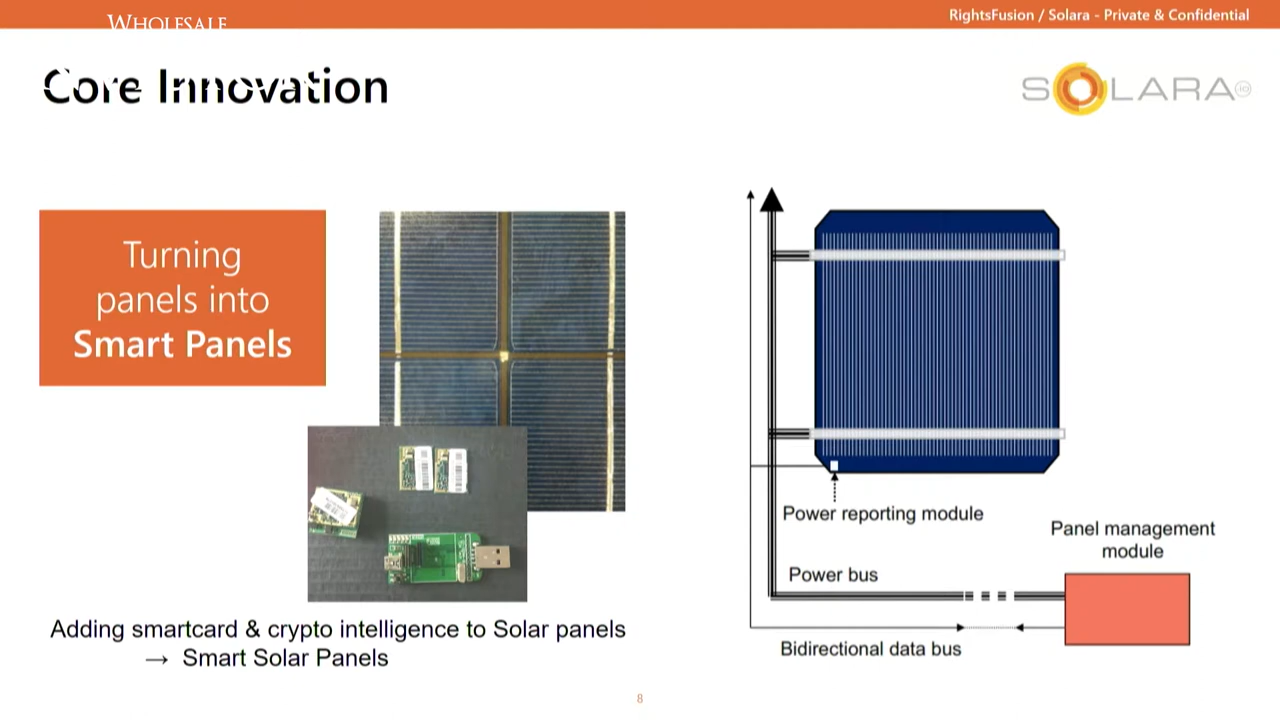 WHOLESALE
RightsFusion / Solara - Private & Confidential
Core Innovation
SOLARA
Turning
panels into
Smart Panels
Power reporting module
Panel management
module
Power bus
Bidirectional data bus
Adding smartcard & crypto intelligence to Solar panels
→ Smart Solar Panels
8